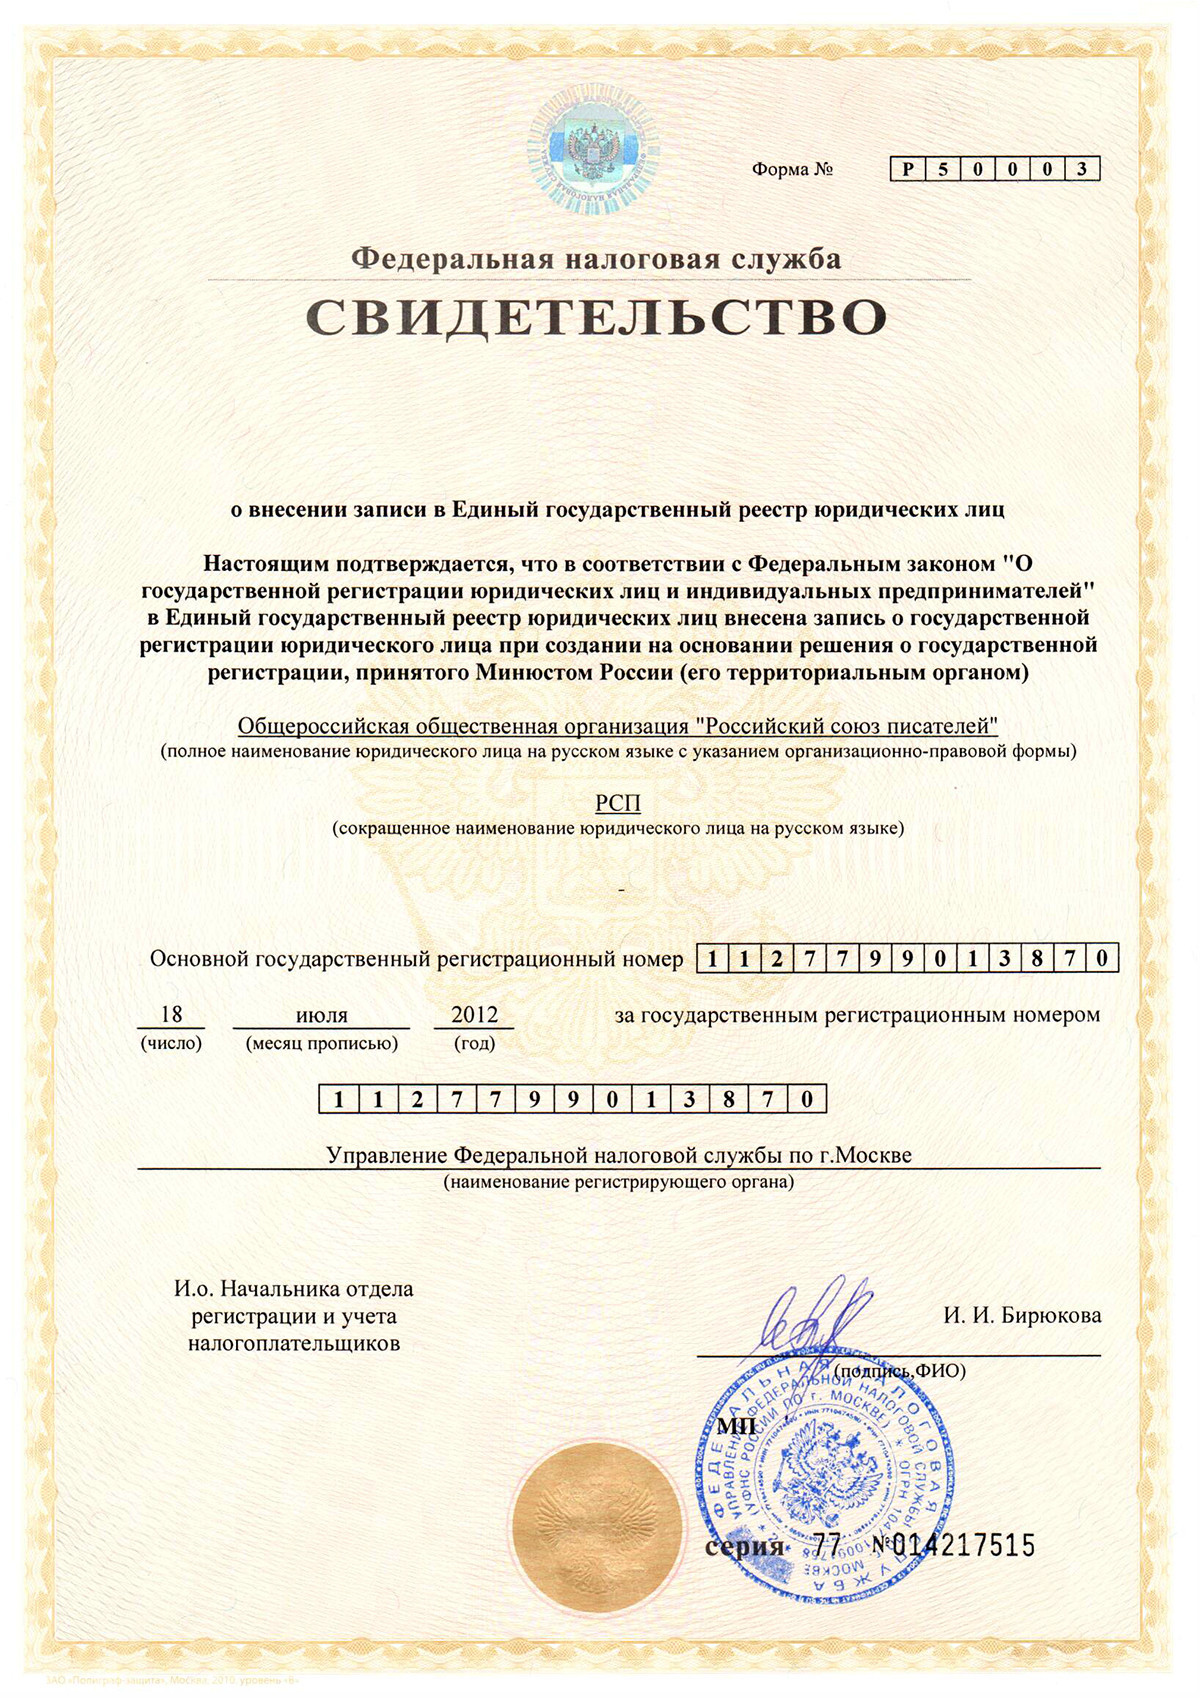 Форма № Р 5 0 0 0 3
Федеральная налоговая служба
СВИДЕТЕЛЬСТВО
о внесении записи в Единый государственный реестр юридических лиц
Настоящим подтверждается, что в соответствии с Федеральным законом "О
государственной регистрации юридических лиц и индивидуальных предпринимателей"
в Единый государственный реестр юридических лиц внесена запись о государственной
регистрации юридического лица при создании на основании решения о государственной
регистрации, принятого Минюстом России (его территориальным органом)
Общероссийская общественная организация "Российский союз писателей"
(полное наименование юридического лица на русском языке с указанием организационно-правовой формы)
РСП
(сокращенное наименование юридического лица на русском языке)
-
Основной государственный регистрационный номер 1 1 2 7 7 9 9 0 1 3 8 7 0
18 июля 2012 за государственным регистрационным номером
(число) (месяц прописью) (год)
1 1 2 7 7 9 9 0 1 3 8 7 0
Управление Федеральной налоговой службы по г.Москве
(наименование регистрирующего органа)
И.о. Начальника отдела
регистрации и учета
налогоплательщиков
И. И. Бирюкова
(подпись,ФИО)
МП
ФЕДЕРАЛЬНАЯ НАЛОГОВАЯ СЛУЖБА
УПРАВЛЕНИЕ ФЕДЕРАЛЬНОЙ НАЛОГОВОЙ СЛУЖБЫ ПО Г. МОСКВЕ
(УФНС РОССИИ ПО г. МОСКВЕ) * ОГРН
серия 77 №014217515
ЗАО «Полиграф-защита», Москва, 2010, уровень «Б»